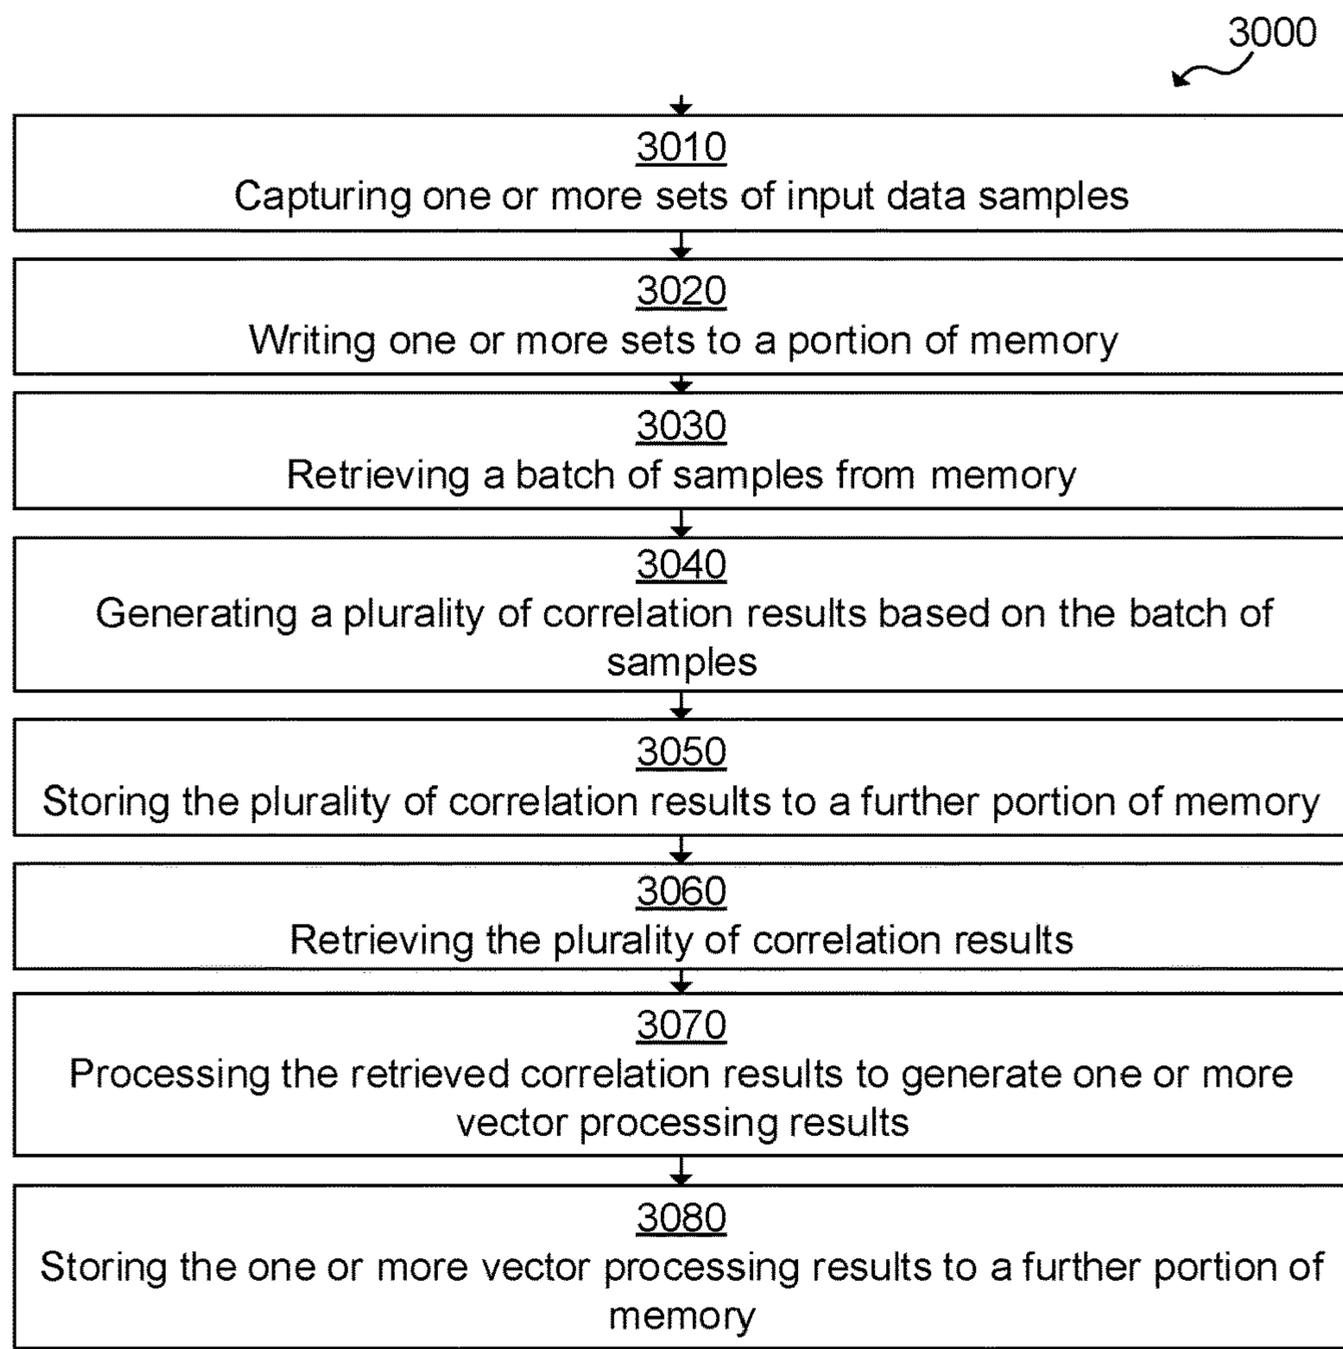 3000
3010
Capturing one or more sets of input data samples
3020
Writing one or more sets to a portion of memory
3030
Retrieving a batch of samples from memory
3040
Generating a plurality of correlation results based on the batch of
samples
3050
Storing the plurality of correlation results to a further portion of memory
3060
Retrieving the plurality of correlation results
3070
Processing the retrieved correlation results to generate one or more
vector processing results
3080
Storing the one or more vector processing results to a further portion of
memory